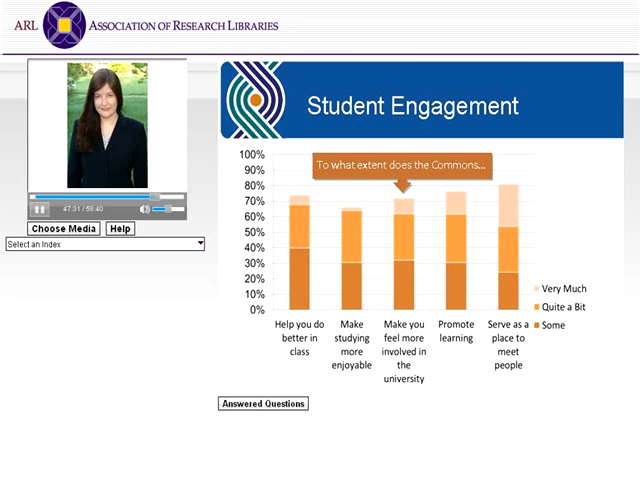 ARL ASSOCIATION OF RESEARCH LIBRARIES
47:31 / 58:40
Choose Media
Help
Select an Index
Student Engagement
To what extent does the Commons...
100%
90%
80%
70%
60%
50%
40%
30%
20%
10%
0%
Help you do
better in
class
Make
studying
more
enjoyable
Make you
feel more
involved in
the
university
Promote
learning
Serve as a
place to
meet
people
Very Much
Quite a Bit
Some
Answered Questions